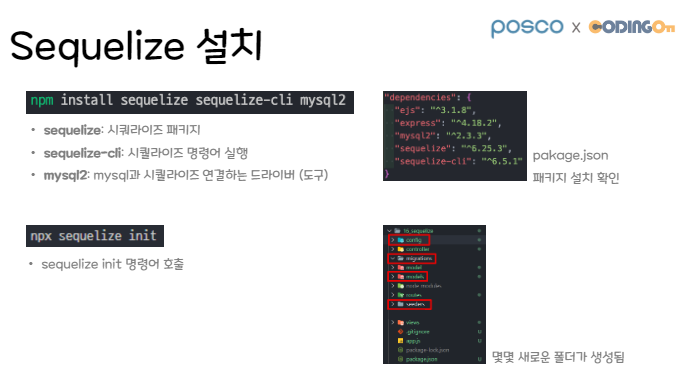 posco x CODINGOn
Sequelize 설치
npm install sequelize sequelize-cli mysql2
• sequelize: 시쿼라이즈 패키지
• sequelize-cli: 시퀄라이즈 명령어 실행
• mysql2: mysql과 시퀄라이즈 연결하는 드라이버 (도구)
"dependencies": {
"ejs": "^3.1.8",
"express": "^4.18.2",
"mysql2": "^2.3.3",
"sequelize": "^6.25.3",
"sequelize-cli": "^6.5.1"
}
pakage.json
패키지 설치 확인
npx sequelize init
• sequelize init 명령어 호출
16_sequelize
config
controller
migrations
model
models
node_modules
routes
seeders
views
.gitignore
app.js U
package-lock.json
package.json U
몇몇 새로운 폴더가 생성됨